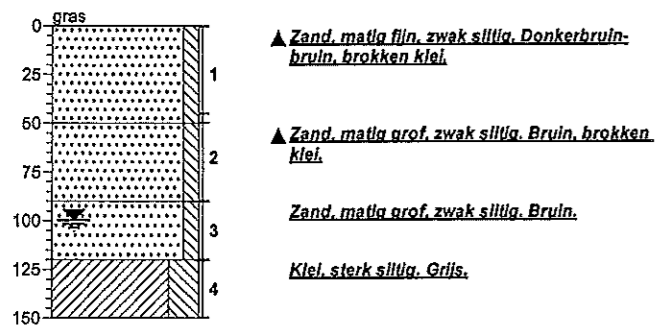 gras
0
25
50
75
100
125
150
1
2
3
4
Zand, matig fijn, zwak siltig. Donkerbruin-
bruin, brokken klei.
Zand, matig grof, zwak siltig. Bruin, brokken
klei.
Zand, matig grof, zwak siltig. Bruin.
Klei, sterk siltig. Grijs.